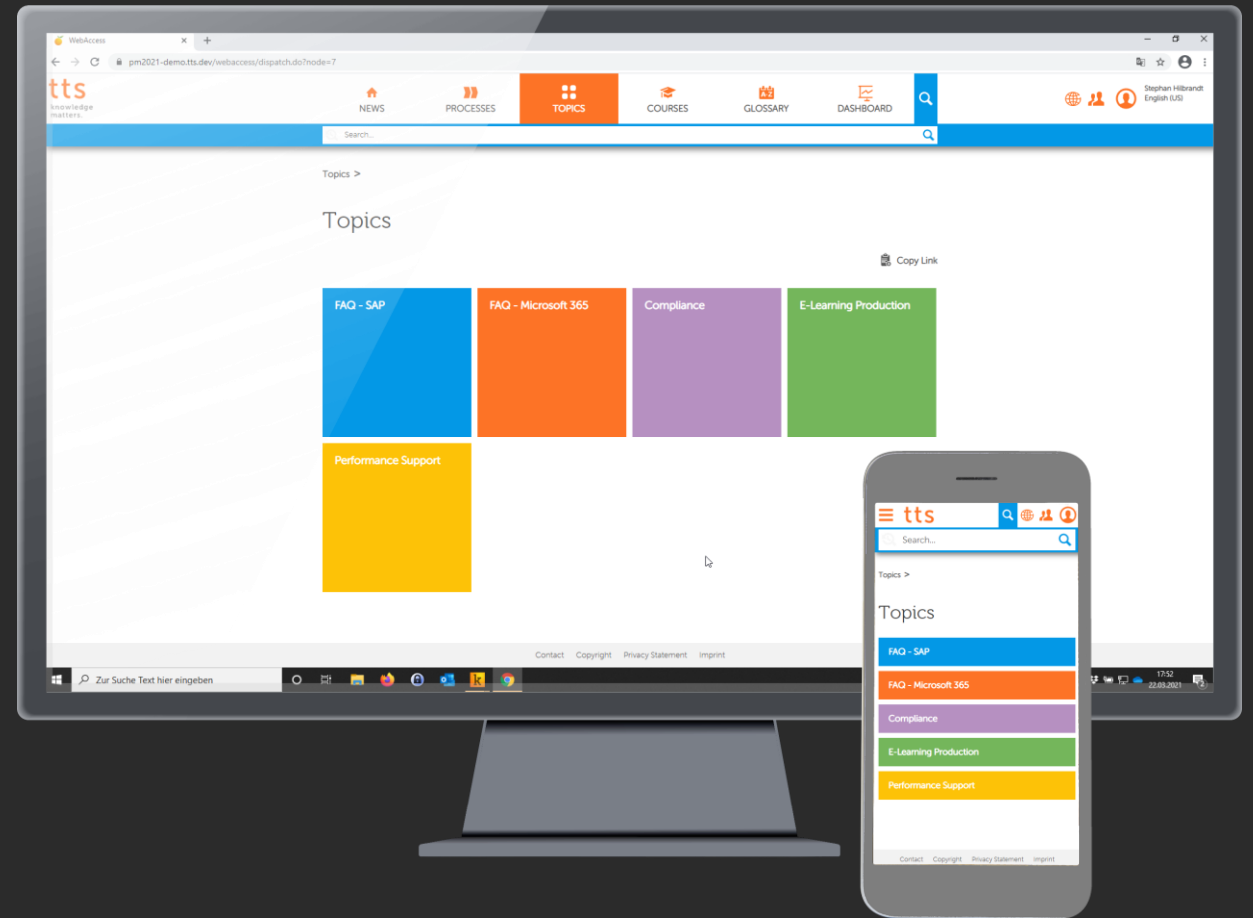 WebAccess
pm2021-demo.tts.dev/webaccess/dispatch.do?node=7
tts
knowledge
matters.
NEWS
PROCESSES
TOPICS
COURSES
GLOSSARY
DASHBOARD
Stephan Hilbrandt
English (US)
Search...
Topics >
Topics
Copy Link
FAQ - SAP
FAQ - Microsoft 365
Compliance
E-Learning Production
Performance Support
Contact Copyright Privacy Statement Imprint
Zur Suche Text hier eingeben
k
17:52
22.03.2021
2
tts
Search...
Topics >
Topics
FAQ - SAP
FAQ - Microsoft 365
Compliance
E-Learning Production
Performance Support
Contact Copyright Privacy Statement Imprint